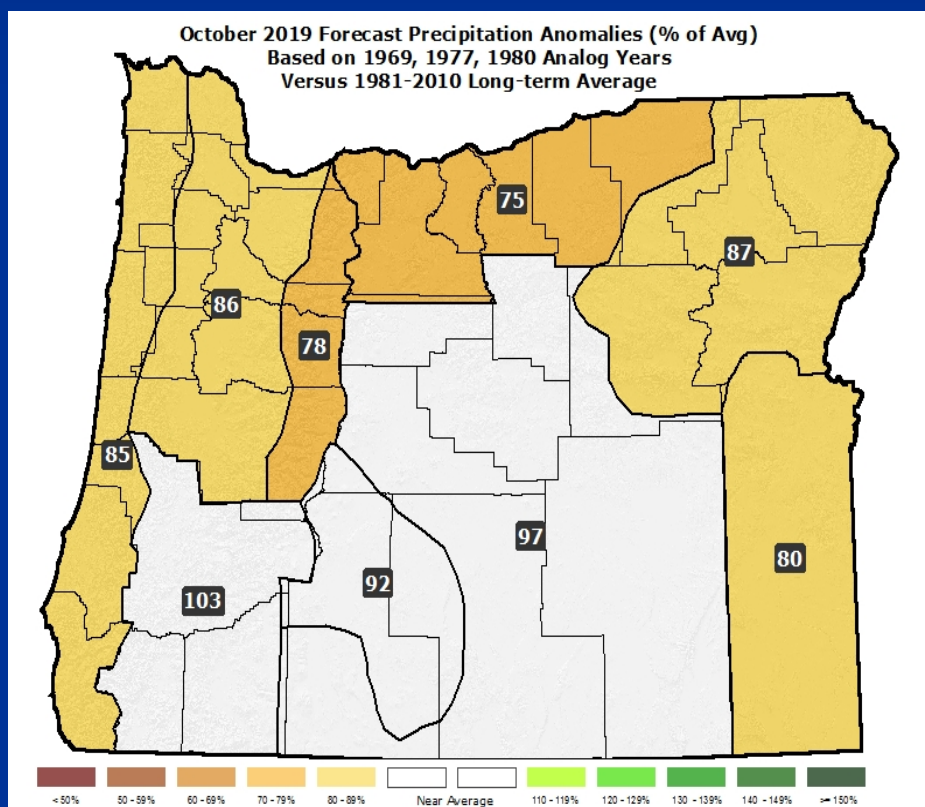 October 2019 Forecast Precipitation Anomalies (% of Avg)
Based on 1969, 1977, 1980 Analog Years
Versus 1981-2010 Long-term Average
75
87
86
78
85
97
80
92
103
< 50%
50 - 59%
60 - 69%
70 - 79%
80 - 89%
Near Average
110 - 119%
120 - 129%
130 - 139%
140 - 149%
>= 150%